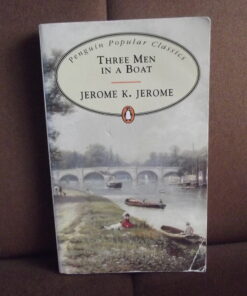 Penguin Popular Classics
THREE MEN
IN A BOAT
JEROME K. JEROME